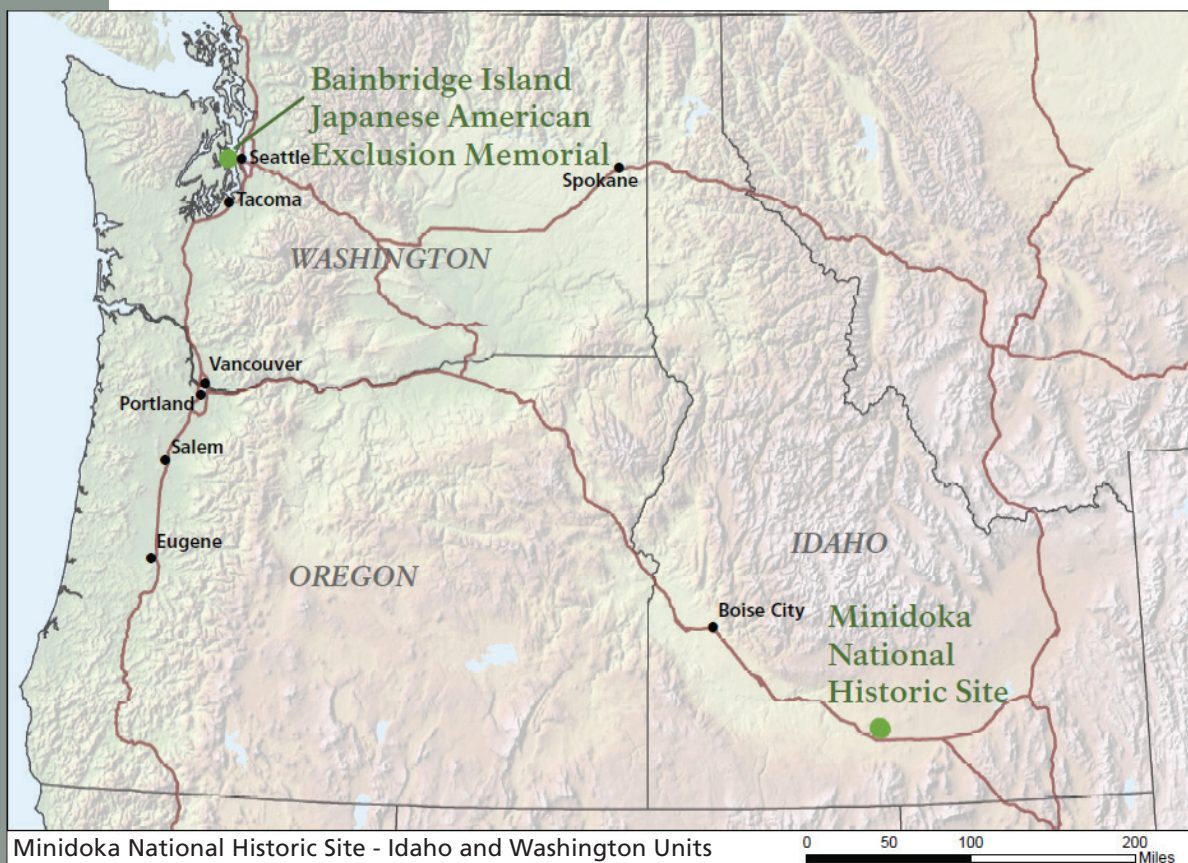 Bainbridge Island
Japanese American
Exclusion Memorial
Seattle
Spokane
Tacoma
WASHINGTON
Vancouver
Portland
Salem
Eugene
OREGON
IDAHO
Boise City
Minidoka
National
Historic Site
Minidoka National Historic Site - Idaho and Washington Units
0 50 100 200
Miles